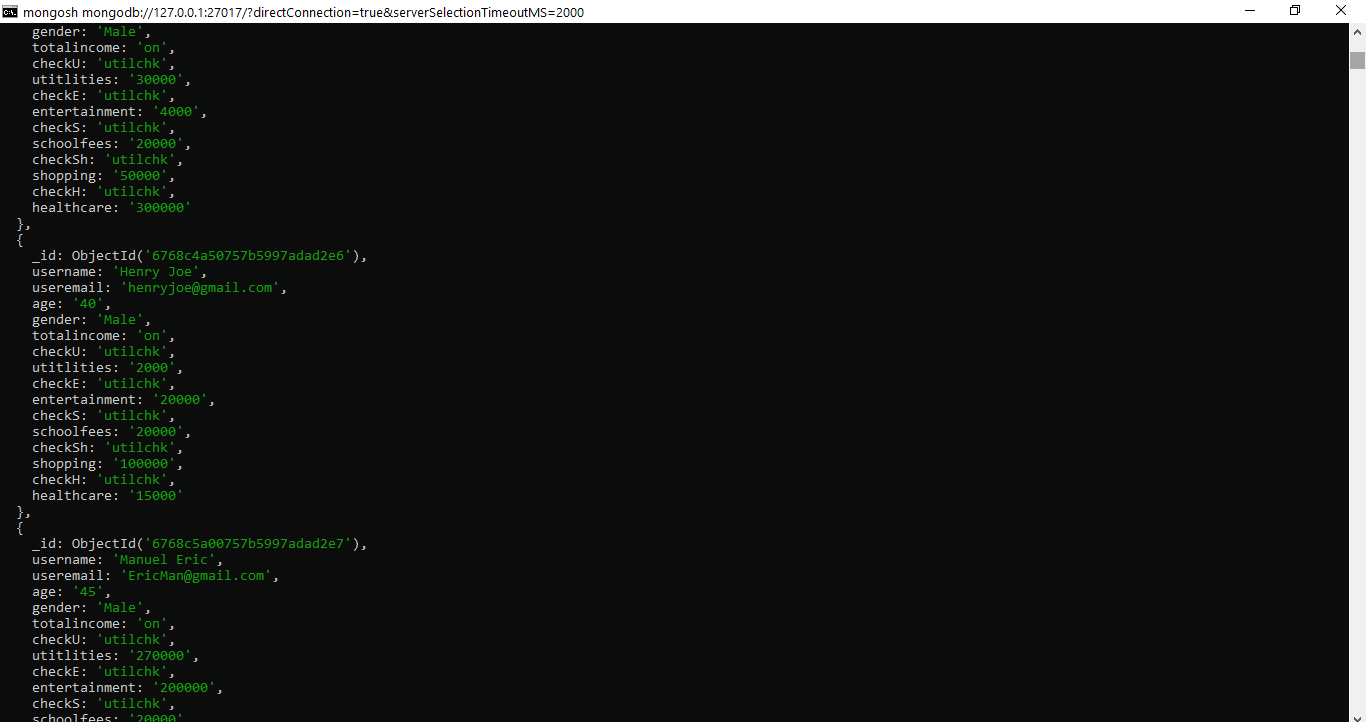 mongosh mongodb://127.0.0.1:27017/?directConnection=true&serverSelectionTimeoutMS=2000
gender: 'Male',
totalincome: 'on',
checkU: 'utilchk',
utitlities: '30000',
checkE: 'utilchk',
entertainment: '4000',
checkS: 'utilchk',
schoolfees: '20000',
checkSh: 'utilchk',
shopping: '50000',
checkH: 'utilchk',
healthcare: '300000'
},
{
_id: ObjectId('6768c4a50757b5997adad2e6'),
username: 'Henry Joe',
useremail: 'henryjoe@gmail.com',
age: '40',
gender: 'Male',
totalincome: 'on',
checkU: 'utilchk',
utitlities: '2000',
checkE: 'utilchk',
entertainment: '20000',
checkS: 'utilchk',
schoolfees: '20000',
checkSh: 'utilchk',
shopping: '100000',
checkH: 'utilchk',
healthcare: '15000'
},
{
_id: ObjectId('6768c5a00757b5997adad2e7'),
username: 'Manuel Eric',
useremail: 'EricMan@gmail.com',
age: '45',
gender: 'Male',
totalincome: 'on',
checkU: 'utilchk',
utitlities: '270000',
checkE: 'utilchk',
entertainment: '200000',
checkS: 'utilchk',
schoolfees: '20000'